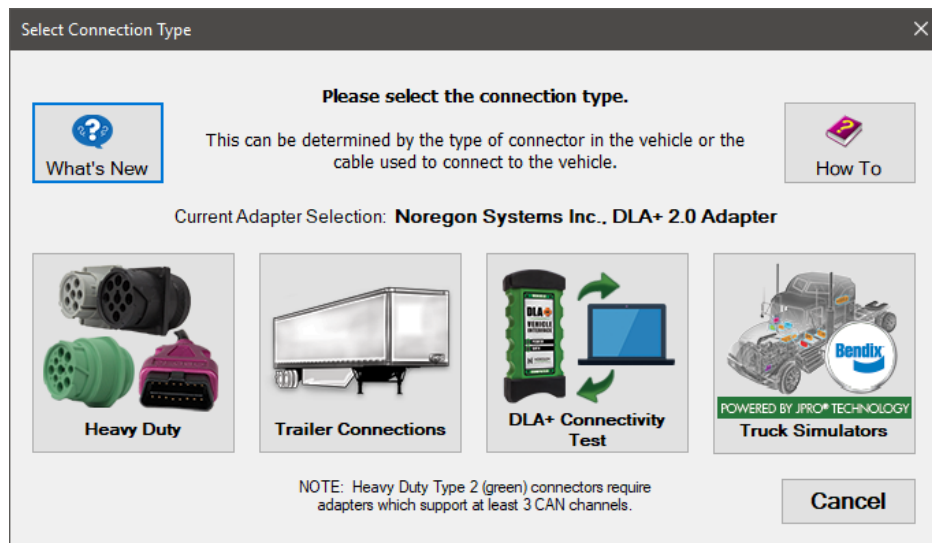 Select Connection Type
Please select the connection type.
What's New
This can be determined by the type of connector in the vehicle or the
cable used to connect to the vehicle.
How To
Current Adapter Selection: Noregon Systems Inc., DLA+ 2.0 Adapter
Heavy Duty
Trailer Connections
DLA+
VEHICLE
INTERFACE
DLA+ Connectivity
Test
Bendix
POWERED BY JPRO® TECHNOLOGY
Truck Simulators
NOTE: Heavy Duty Type 2 (green) connectors require
adapters which support at least 3 CAN channels.
Cancel